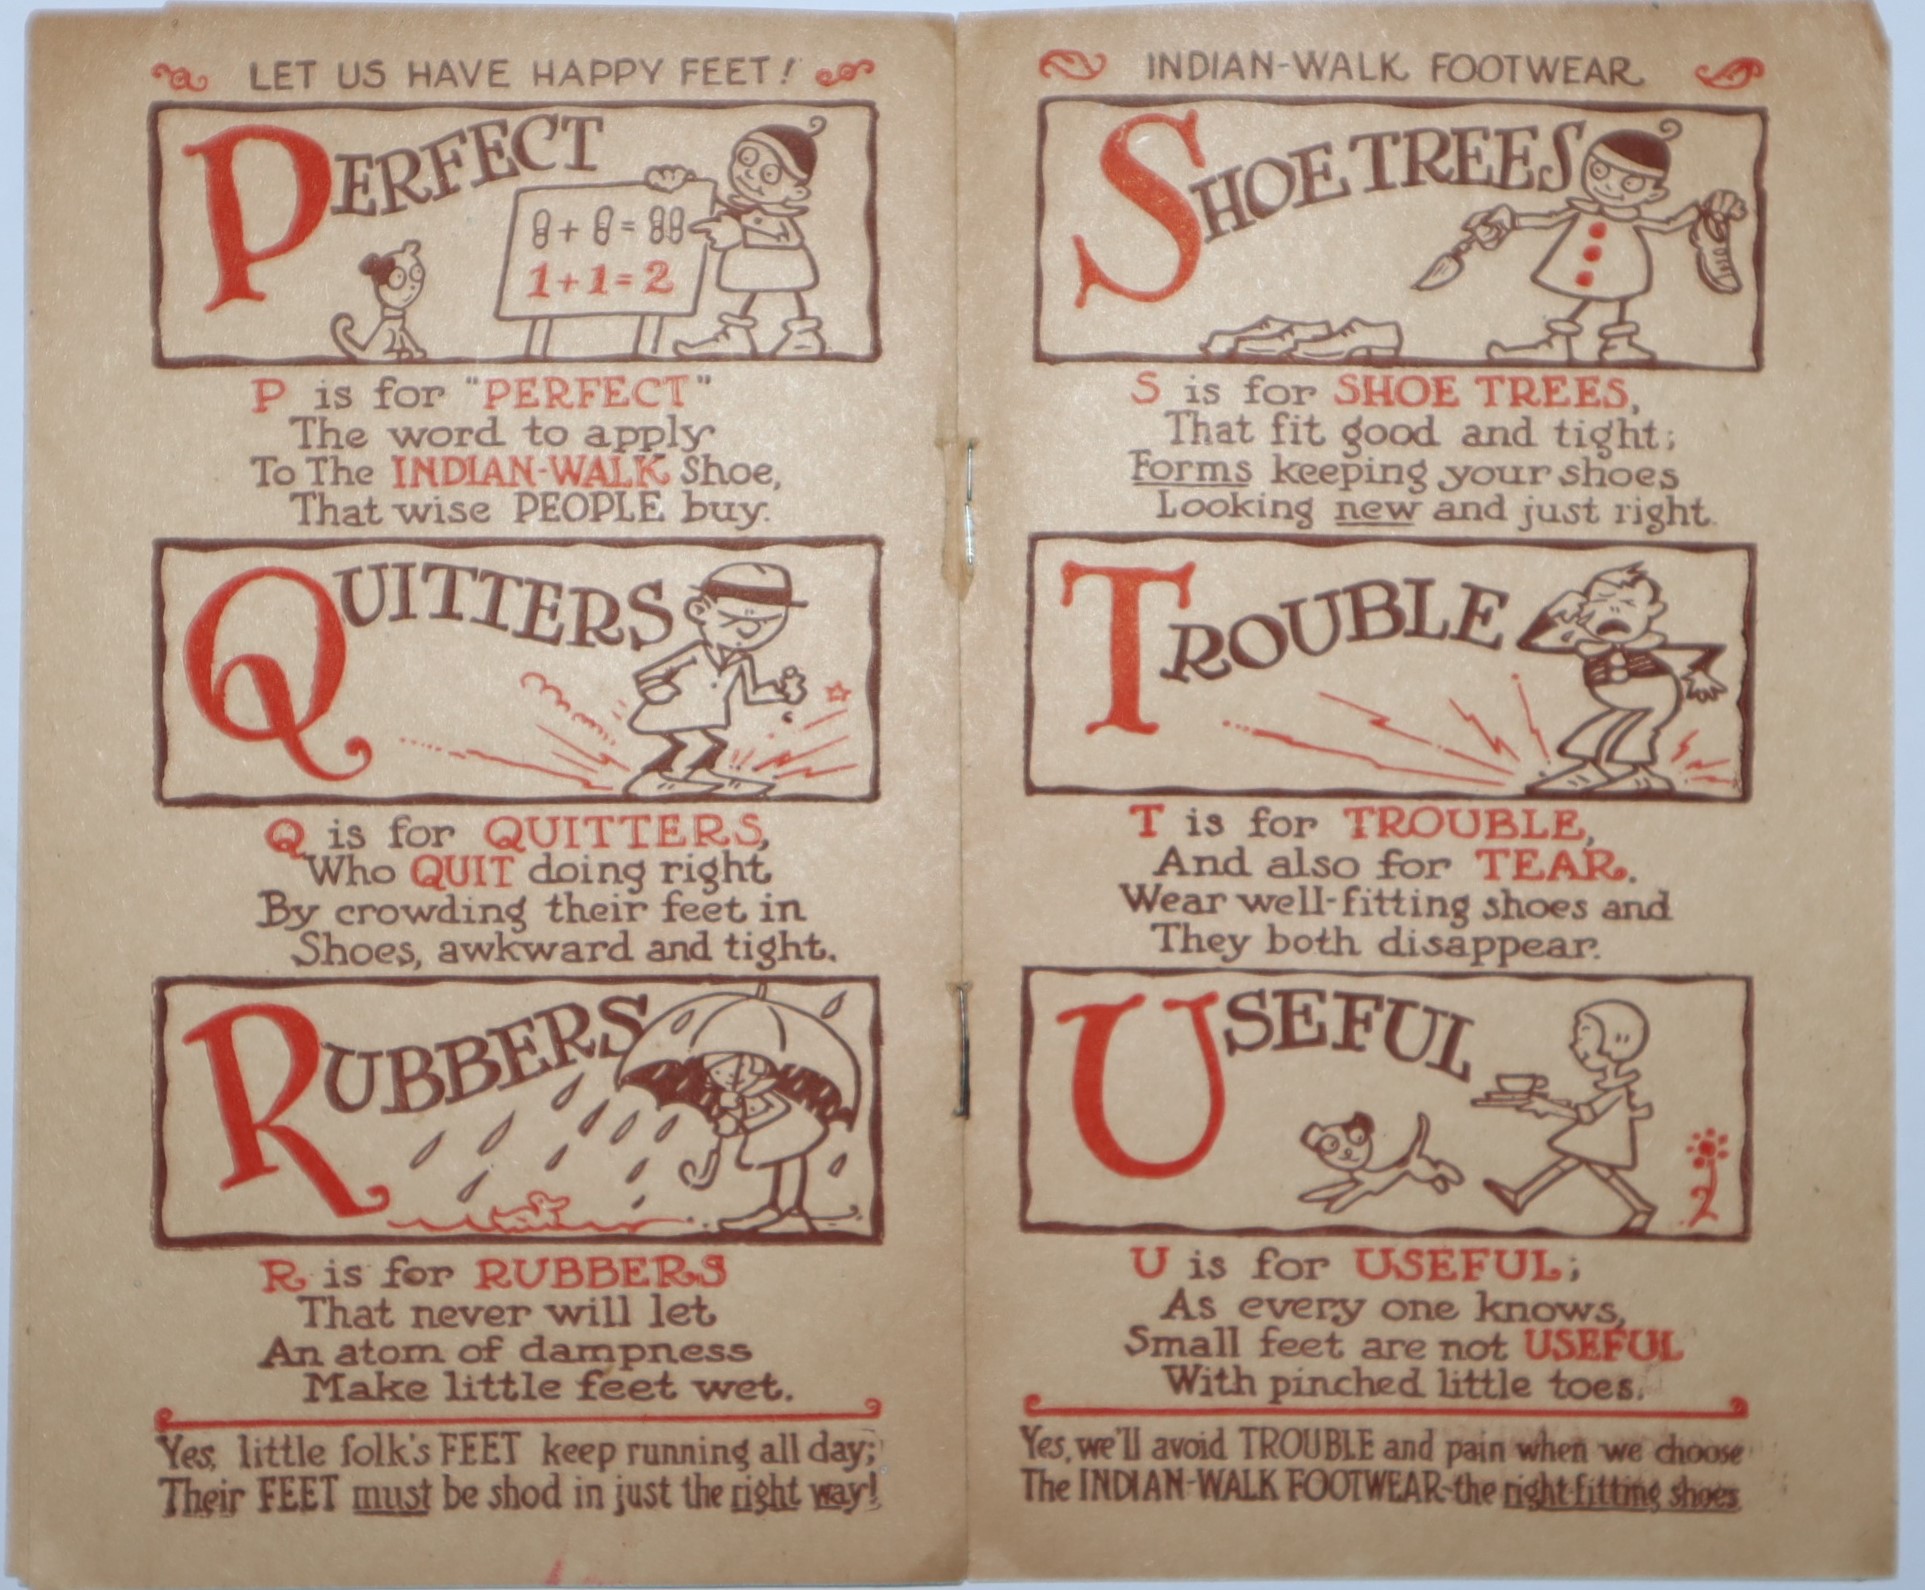 LET US HAVE HAPPY FEET!
PERFECT
8+8=88
1+1=2
P is for "PERFECT"
The word to apply
To The INDIAN-WALK Shoe,
That wise PEOPLE buy.
QUITTERS
Q is for QUITTERS,
Who QUIT doing right
By crowding their feet in
Shoes, awkward and tight.
RUBBERS
R is for RUBBERS
That never will let
An atom of dampness
Make little feet wet.
Yes, little folk's FEET keep running all day;
Their FEET must be shod in just the right way!
INDIAN-WALK FOOTWEAR
SHOE TREES
S is for SHOE TREES,
That fit good and tight;
Forms keeping your shoes
Looking new and just right.
TROUBLE
T is for TROUBLE,
And also for TEAR.
Wear well-fitting shoes and
They both disappear.
USEFUL
U is for USEFUL;
As every one knows,
Small feet are not USEFUL
With pinched little toes.
Yes, we'll avoid TROUBLE and pain when we choose
The INDIAN-WALK FOOTWEAR-the right-fitting shoes